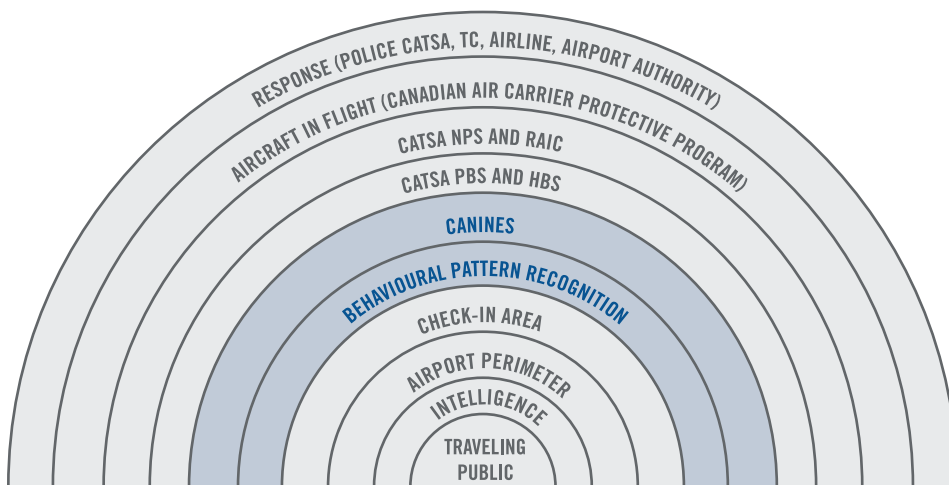 RESPONSE (POLICE CATSA, TC, AIRLINE, AIRPORT AUTHORITY)
AIRCRAFT IN FLIGHT (CANADIAN AIR CARRIER PROTECTIVE PROGRAM)
CATSA NPS AND RAIC
CATSA PBS AND HBS
CANINES
BEHAVIOURAL PATTERN RECOGNITION
CHECK-IN AREA
AIRPORT PERIMETER
INTELLIGENCE
TRAVELING
PUBLIC